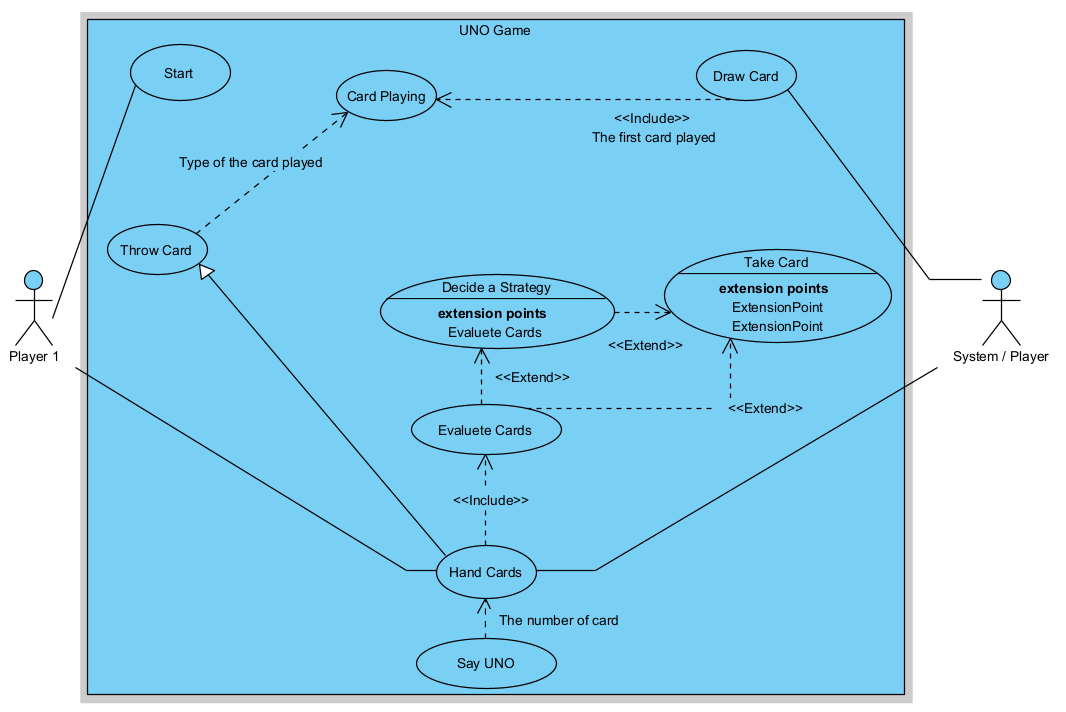 UNO Game
Start
Card Playing
Draw Card
<<Include>>
The first card played
Type of the card played
Throw Card
Take Card
extension points
ExtensionPoint
ExtensionPoint
Decide a Strategy
extension points
Evaluete Cards
<<Extend>>
Player 1
System / Player
<<Extend>>
<<Extend>>
Evaluete Cards
<<Include>>
Hand Cards
The number of card
Say UNO